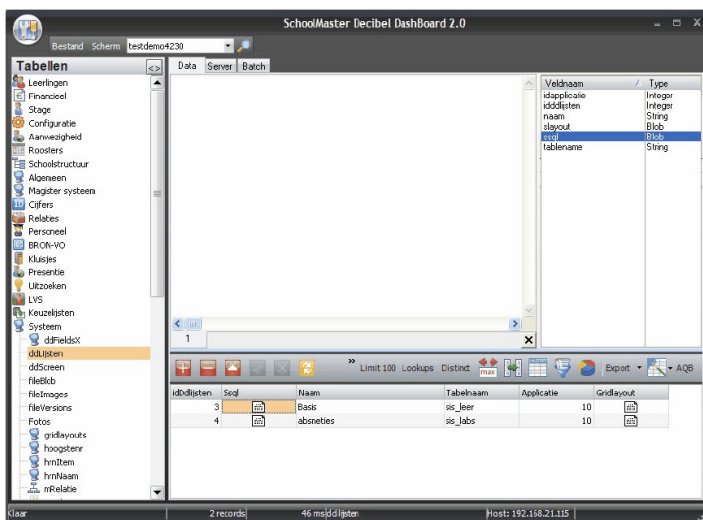 SchoolMaster Decibel DashBoard 2.0
Bestand Scherm testdemo4230
Tabellen <>
Leerlingen
Financieel
Stage
Configuratie
Aanwezigheid
Roosters
Schoolstructuur
Algemeen
Magister systeem
Cijfers
Relaties
Personeel
BRON-VO
Kluisjes
Presentie
Uitzoeken
LVS
Keuzelijsten
Systeem
ddFieldsX
ddLijsten
ddScreen
fileBlob
fileImages
fileVersions
Fotos
gridlayouts
hoogstenr
hrnItem
hrnNaam
mRelatie
Data Server Batch
Veldnaam / Type
idapplicatie Integer
idddlijsten Integer
naam String
slayout Blob
ssql Blob
tablename String
1 X
» Limit 100 Lookups Distinct max Export AQB
idDdlijsten Ssql Naam Tabelnaam Applicatie Gridlayout
3 Basis sis_leer 10
4 absneties sis_labs 10
Klaar 2 records 46 ms ddlijsten Host: 192.168.21.115